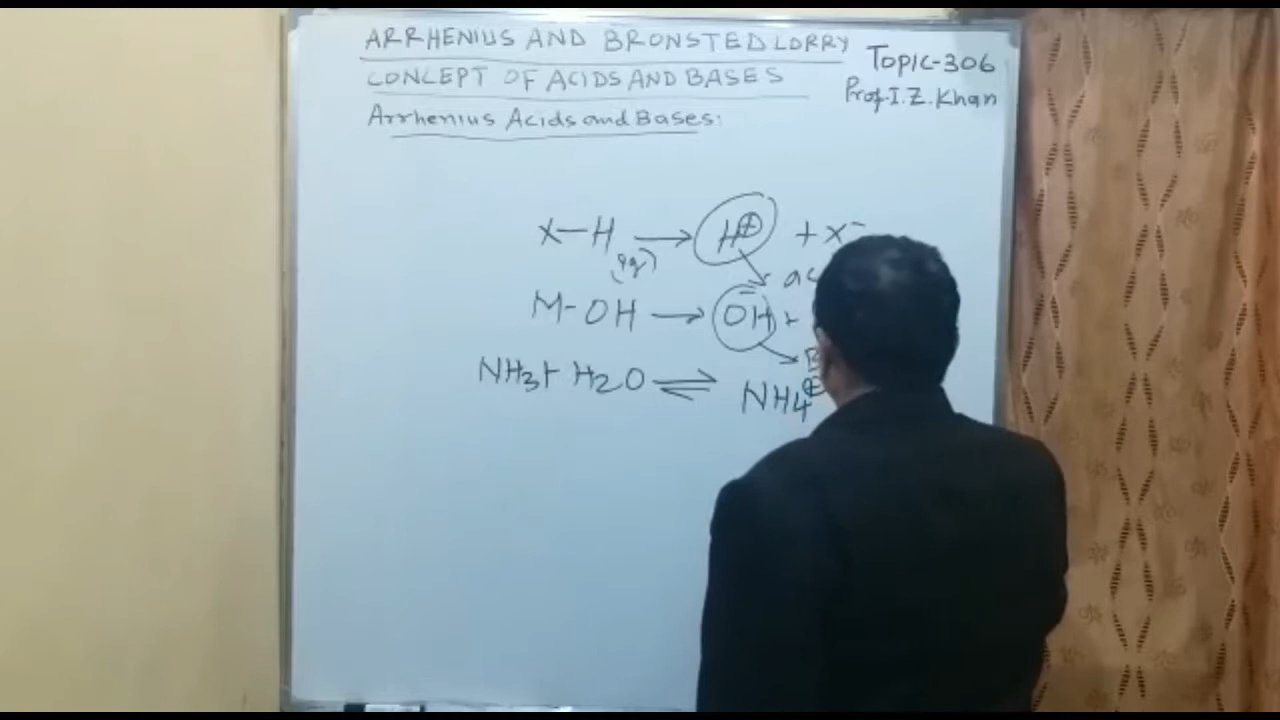 ARRHENIUS AND BRONSTED LORRY
CONCEPT OF ACIDS AND BASES
TOPIC-306
Prof. I. Z. Khan
Arrhenius Acids and Bases:
X-H (aq) → H⊕ + X⁻
M-OH → OH⁻ +
NH₃ + H₂O ⇌ NH₄⊕